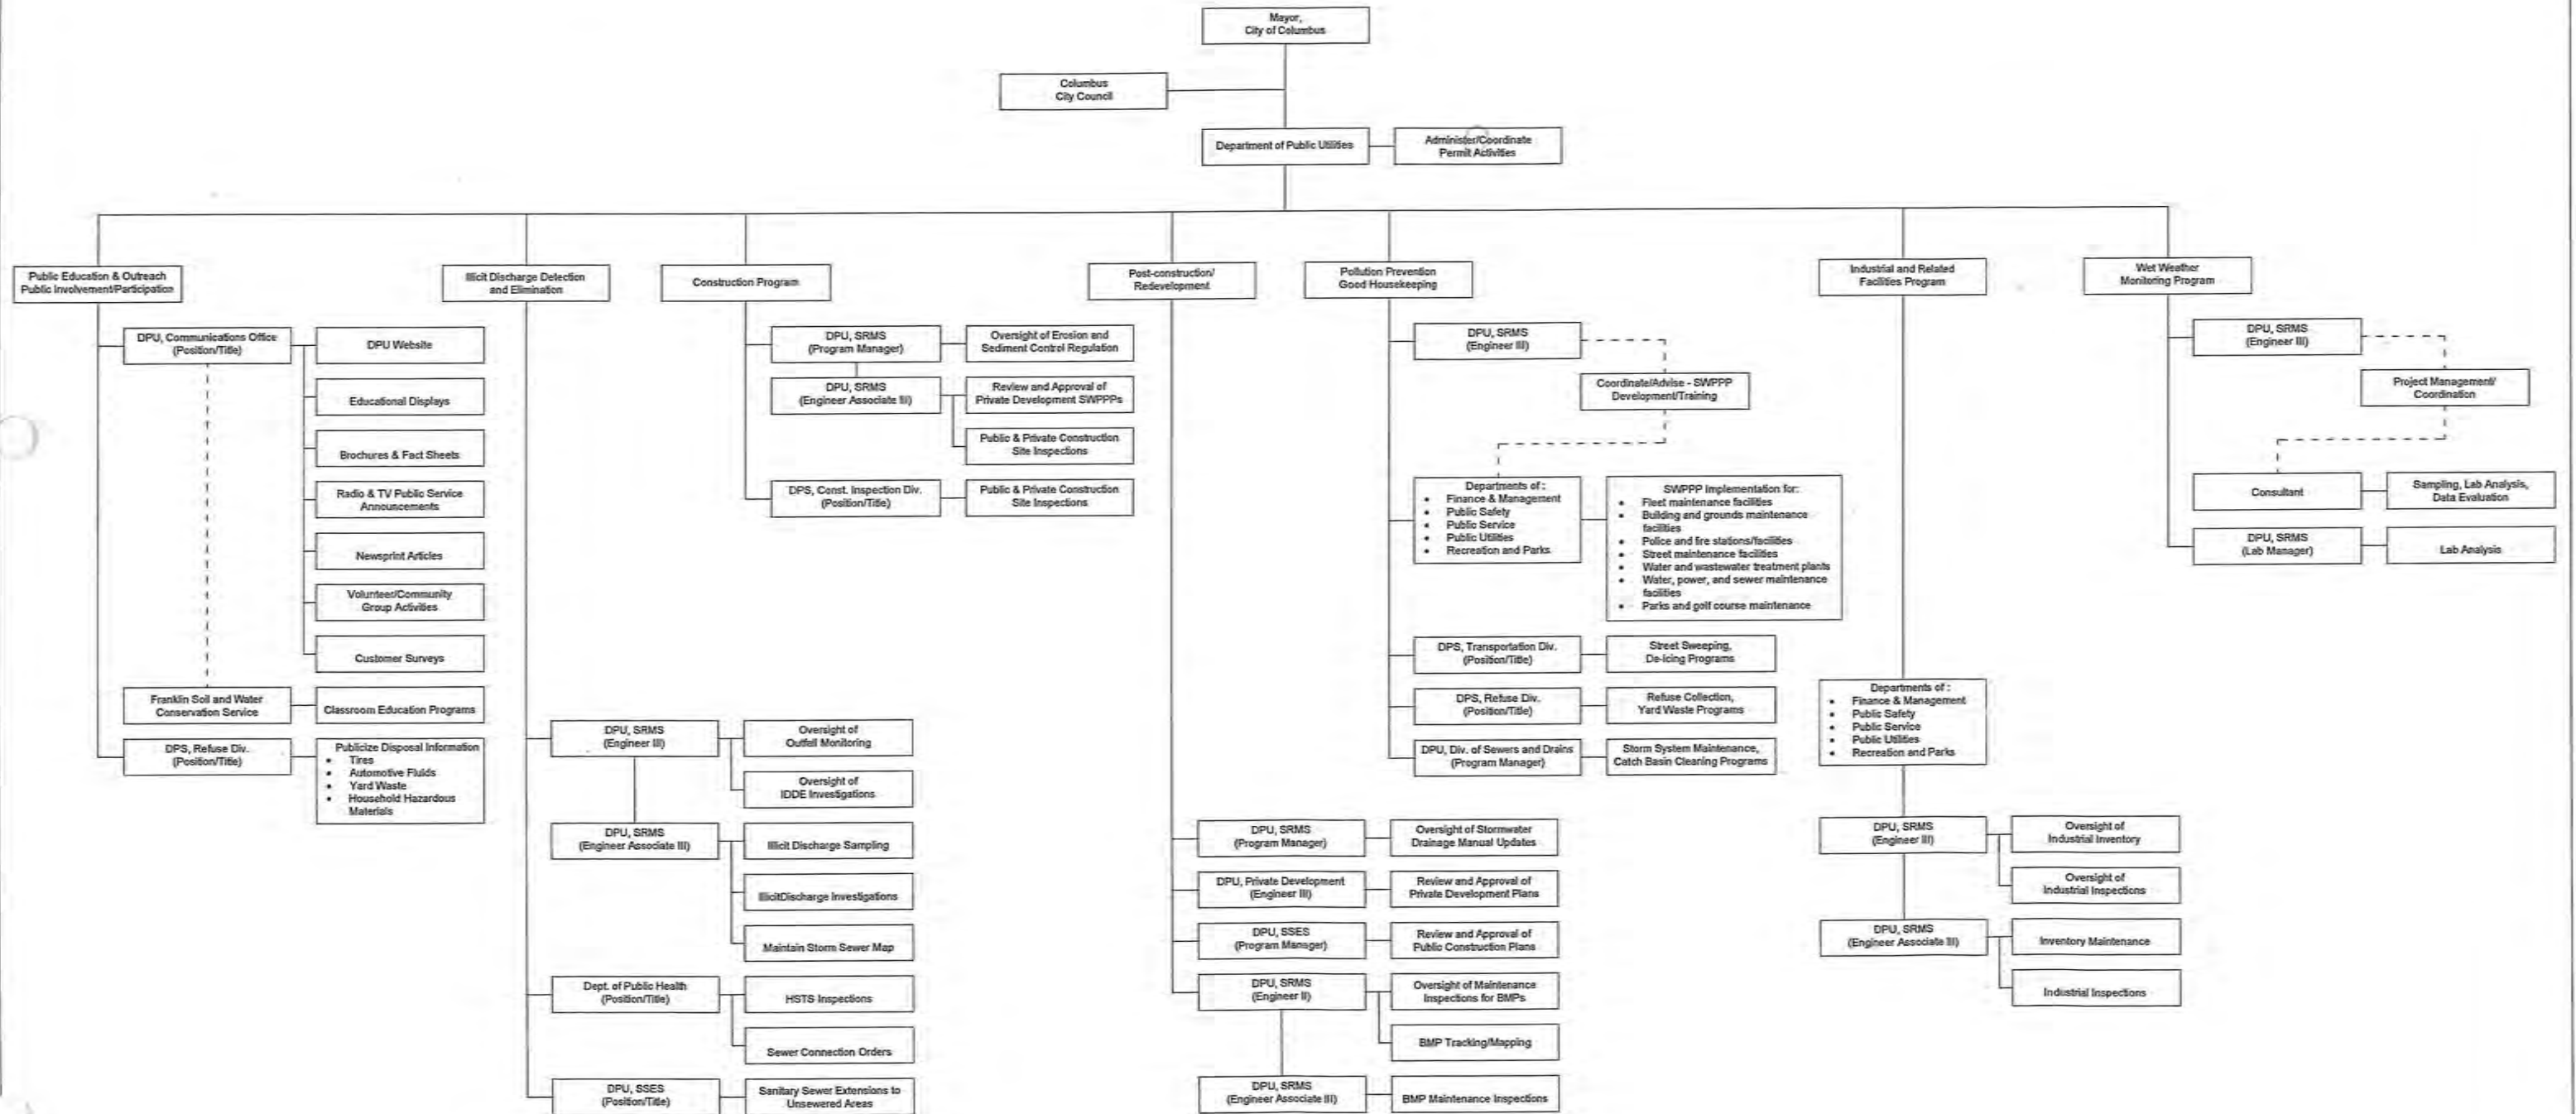 Mayor,
City of Columbus
Columbus
City Council
Department of Public Utilities
Administer/Coordinate
Permit Activities
Public Education & Outreach
Public Involvement/Participation
DPU, Communications Office
(Position/Title)
DPU Website
Educational Displays
Brochures & Fact Sheets
Radio & TV Public Service
Announcements
Newsprint Articles
Volunteer/Community
Group Activities
Customer Surveys
Franklin Soil and Water
Conservation Service
Classroom Education Programs
DPS, Refuse Div.
(Position/Title)
Publicize Disposal Information
• Tires
• Automotive Fluids
• Yard Waste
• Household Hazardous
Materials
Illicit Discharge Detection
and Elimination
DPU, SRMS
(Engineer III)
Oversight of
Outfall Monitoring
Oversight of
IDDE Investigations
DPU, SRMS
(Engineer Associate III)
Illicit Discharge Sampling
IllicitDischarge Investigations
Maintain Storm Sewer Map
Dept. of Public Health
(Position/Title)
HSTS Inspections
Sewer Connection Orders
DPU, SSES
(Position/Title)
Sanitary Sewer Extensions to
Unsewered Areas
Construction Program
DPU, SRMS
(Program Manager)
Oversight of Erosion and
Sediment Control Regulation
DPU, SRMS
(Engineer Associate III)
Review and Approval of
Private Development SWPPPs
Public & Private Construction
Site Inspections
DPS, Const. Inspection Div.
(Position/Title)
Public & Private Construction
Site Inspections
Post-construction/
Redevelopment
DPU, SRMS
(Program Manager)
Oversight of Stormwater
Drainage Manual Updates
DPU, Private Development
(Engineer III)
Review and Approval of
Private Development Plans
DPU, SSES
(Program Manager)
Review and Approval of
Public Construction Plans
DPU, SRMS
(Engineer II)
Oversight of Maintenance
Inspections for BMPs
BMP Tracking/Mapping
DPU, SRMS
(Engineer Associate III)
BMP Maintenance Inspections
Pollution Prevention
Good Housekeeping
DPU, SRMS
(Engineer III)
Coordinate/Advise - SWPPP
Development/Training
Departments of :
• Finance & Management
• Public Safety
• Public Service
• Public Utilities
• Recreation and Parks
SWPPP Implementation for:
• Fleet maintenance facilities
• Building and grounds maintenance
facilities
• Police and fire stations/facilities
• Street maintenance facilities
• Water and wastewater treatment plants
• Water, power, and sewer maintenance
facilities
• Parks and golf course maintenance
DPS, Transportation Div.
(Position/Title)
Street Sweeping,
De-icing Programs
DPS, Refuse Div.
(Position/Title)
Refuse Collection,
Yard Waste Programs
DPU, Div. of Sewers and Drains
(Program Manager)
Storm System Maintenance,
Catch Basin Cleaning Programs
Industrial and Related
Facilities Program
Departments of :
• Finance & Management
• Public Safety
• Public Service
• Public Utilities
• Recreation and Parks
DPU, SRMS
(Engineer III)
Oversight of
Industrial Inventory
Oversight of
Industrial Inspections
DPU, SRMS
(Engineer Associate III)
Inventory Maintenance
Industrial Inspections
Wet Weather
Monitoring Program
DPU, SRMS
(Engineer III)
Project Management/
Coordination
Consultant
Sampling, Lab Analysis,
Data Evaluation
DPU, SRMS
(Lab Manager)
Lab Analysis